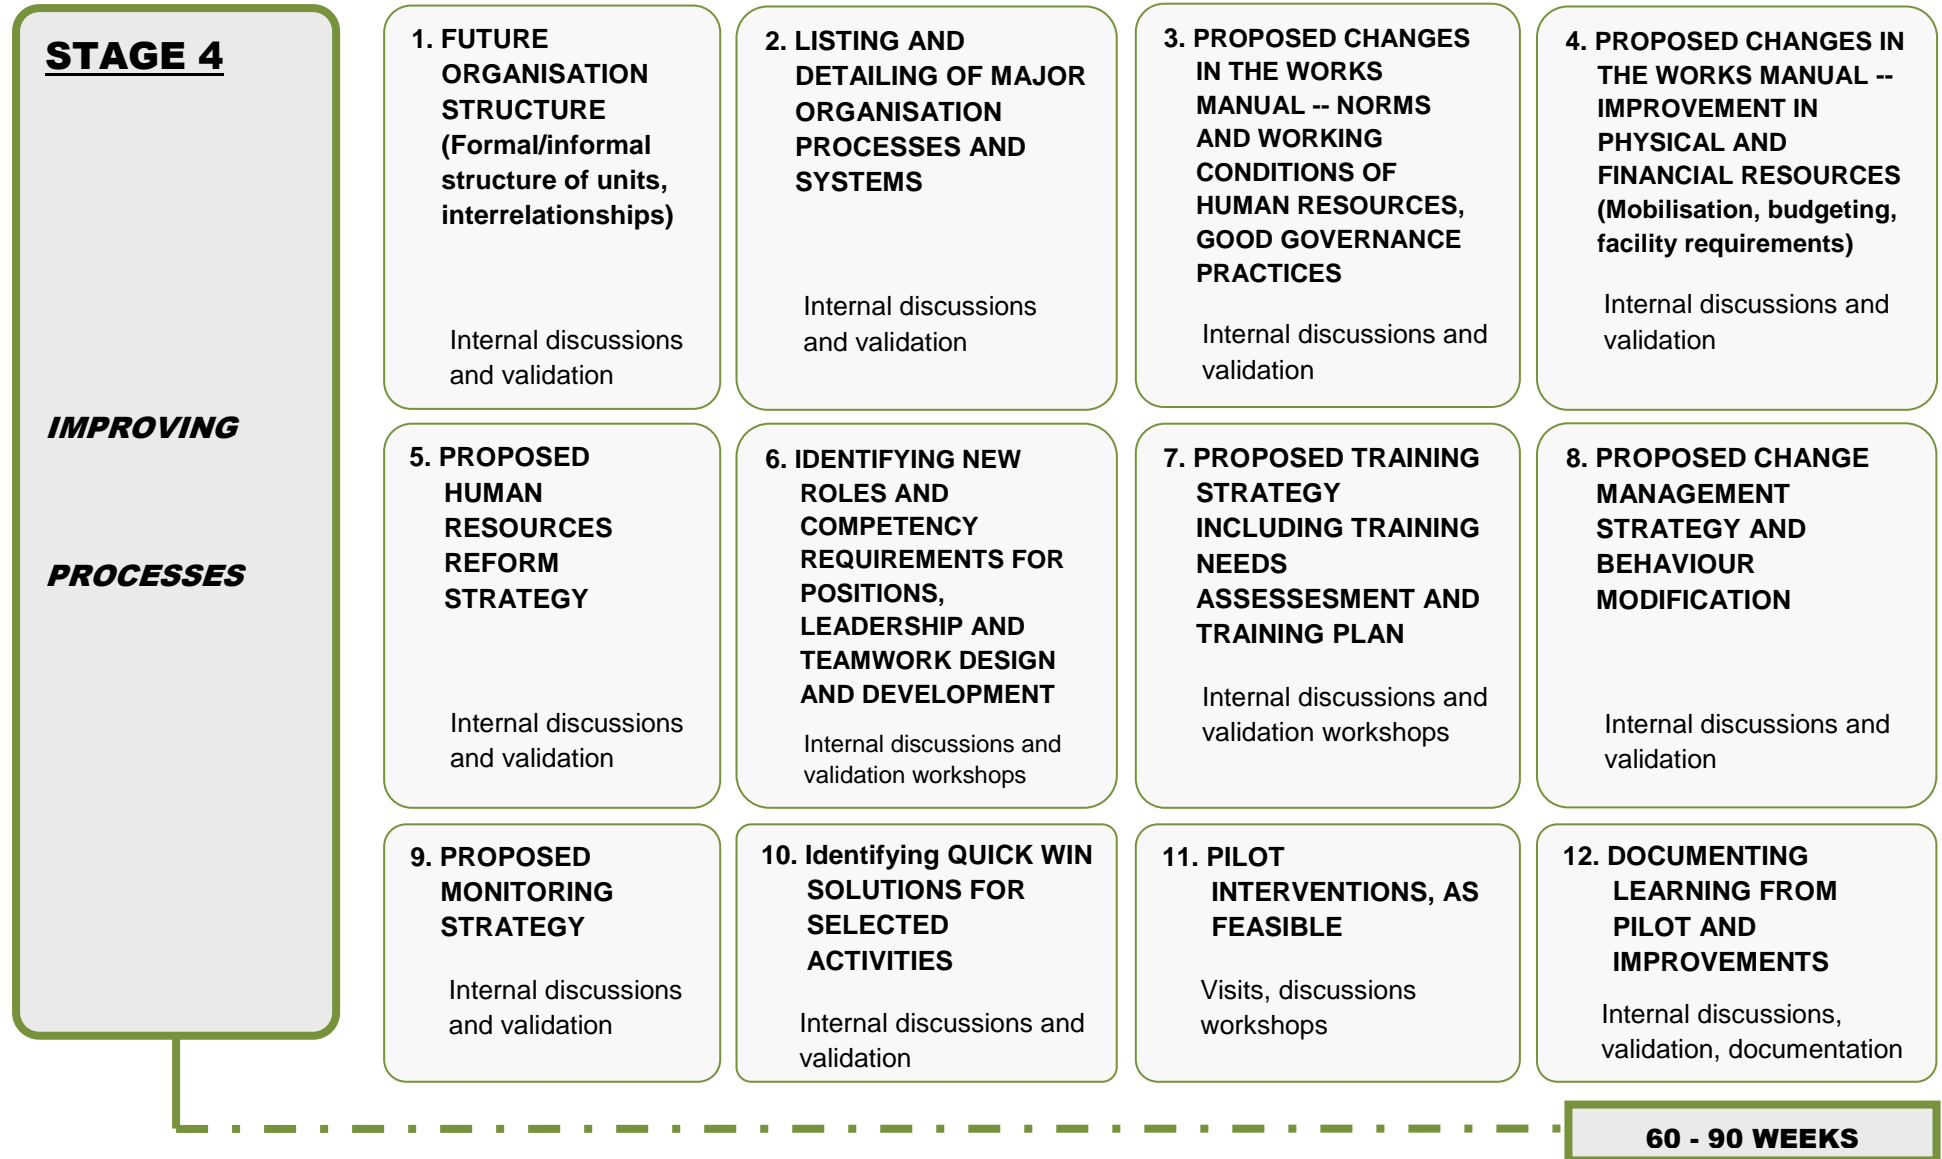 STAGE 4
IMPROVING
PROCESSES
1. FUTURE
ORGANISATION
STRUCTURE
(Formal/informal
structure of units,
interrelationships)
Internal discussions
and validation
2. LISTING AND
DETAILING OF MAJOR
ORGANISATION
PROCESSES AND
SYSTEMS
Internal discussions
and validation
3. PROPOSED CHANGES
IN THE WORKS
MANUAL -- NORMS
AND WORKING
CONDITIONS OF
HUMAN RESOURCES,
GOOD GOVERNANCE
PRACTICES
Internal discussions and
validation
4. PROPOSED CHANGES IN
THE WORKS MANUAL --
IMPROVEMENT IN
PHYSICAL AND
FINANCIAL RESOURCES
(Mobilisation, budgeting,
facility requirements)
Internal discussions and
validation
5. PROPOSED
HUMAN
RESOURCES
REFORM
STRATEGY
Internal discussions
and validation
6. IDENTIFYING NEW
ROLES AND
COMPETENCY
REQUIREMENTS FOR
POSITIONS,
LEADERSHIP AND
TEAMWORK DESIGN
AND DEVELOPMENT
Internal discussions and
validation workshops
7. PROPOSED TRAINING
STRATEGY
INCLUDING TRAINING
NEEDS
ASSESSESMENT AND
TRAINING PLAN
Internal discussions and
validation workshops
8. PROPOSED CHANGE
MANAGEMENT
STRATEGY AND
BEHAVIOUR
MODIFICATION
Internal discussions and
validation
9. PROPOSED
MONITORING
STRATEGY
Internal discussions
and validation
10. Identifying QUICK WIN
SOLUTIONS FOR
SELECTED
ACTIVITIES
Internal discussions and
validation
11. PILOT
INTERVENTIONS, AS
FEASIBLE
Visits, discussions
workshops
12. DOCUMENTING
LEARNING FROM
PILOT AND
IMPROVEMENTS
Internal discussions,
validation, documentation
60 - 90 WEEKS